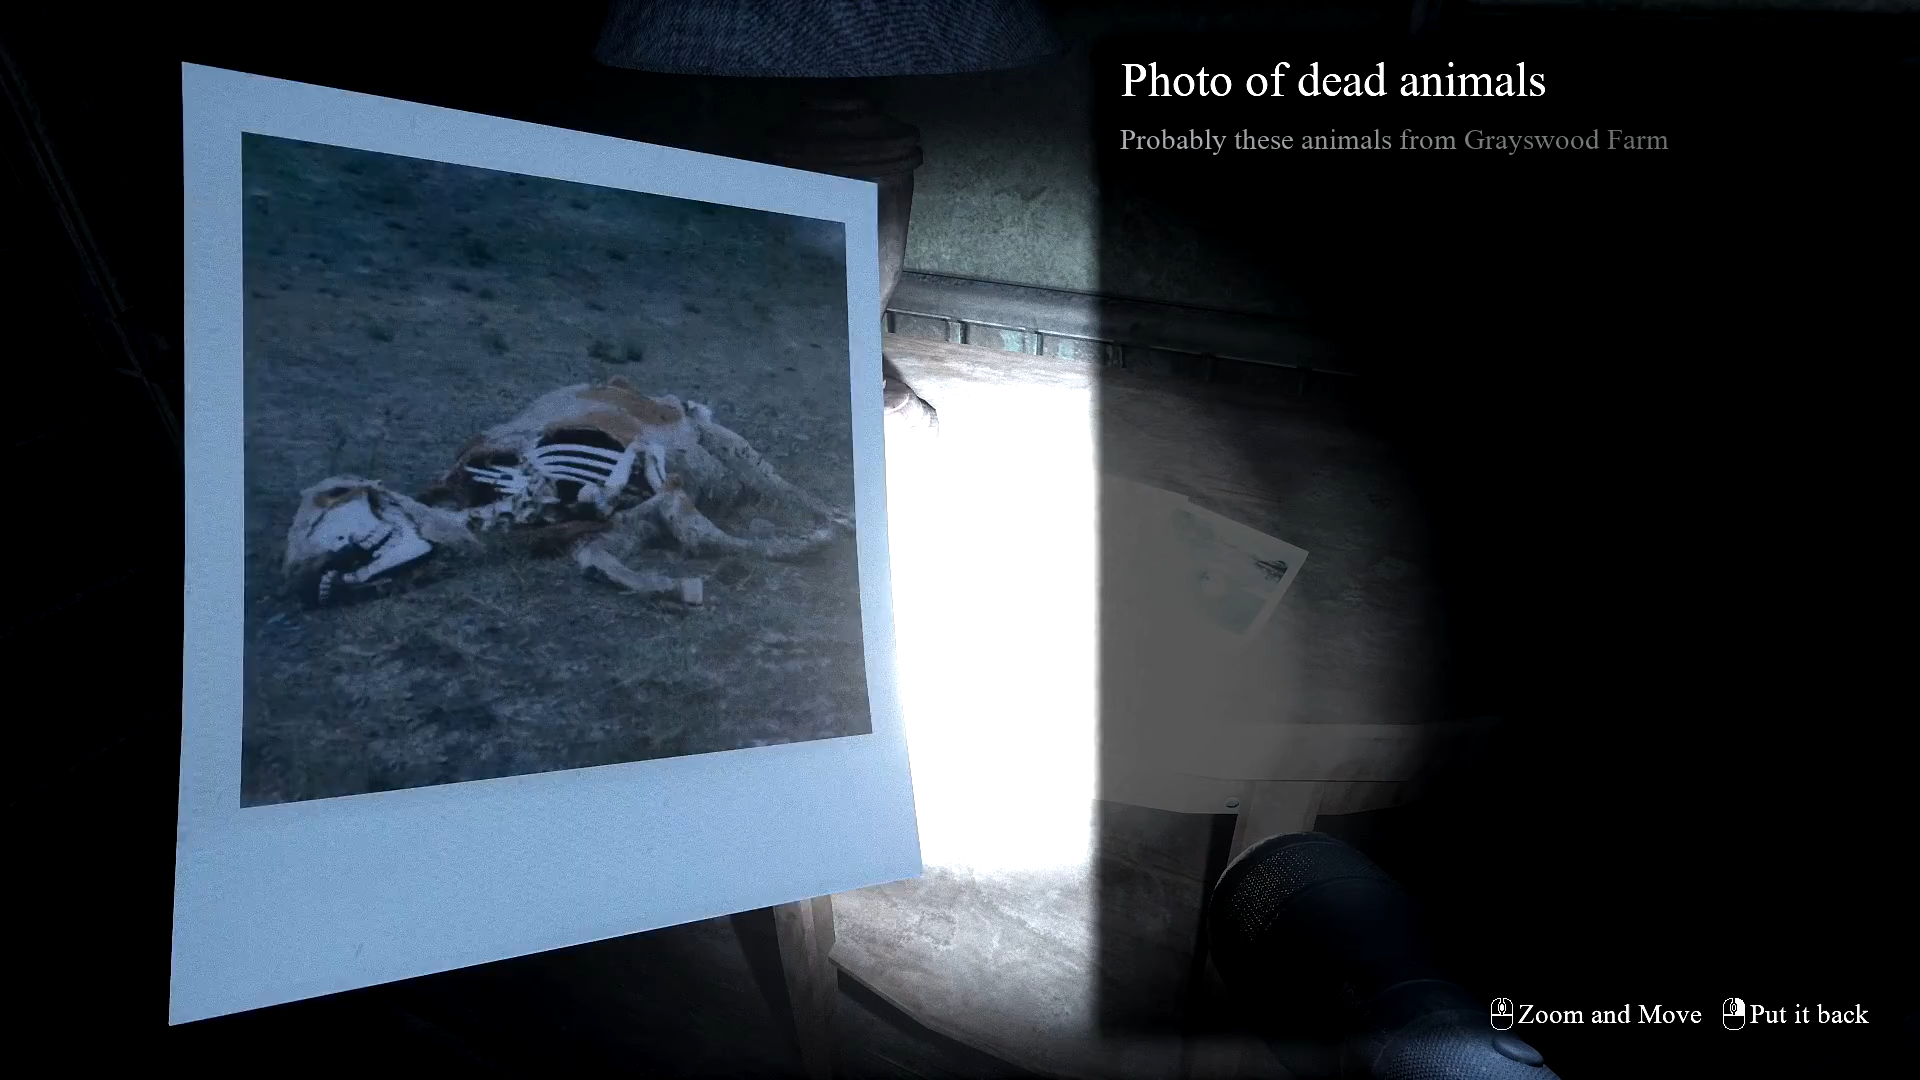 Photo of dead animals
Probably these animals from Grayswood Farm
Zoom and Move Put it back